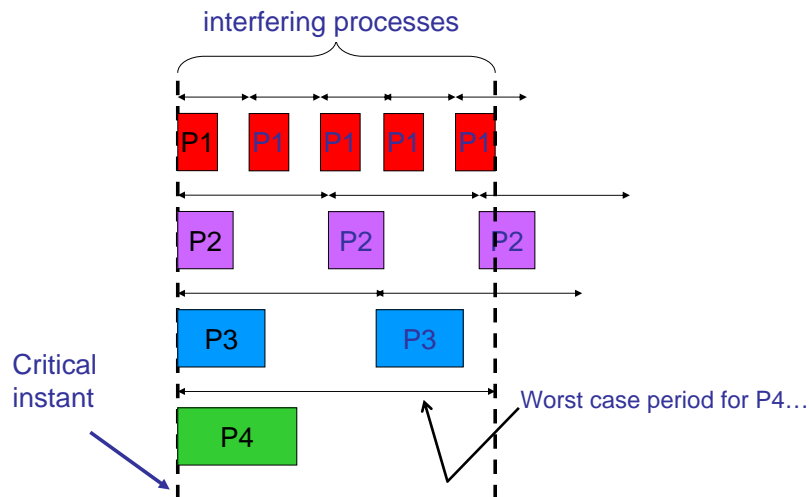 interfering processes
P1 P1 P1 P1 P1
P2 P2 P2
P3 P3
Critical
instant
Worst case period for P4…
P4